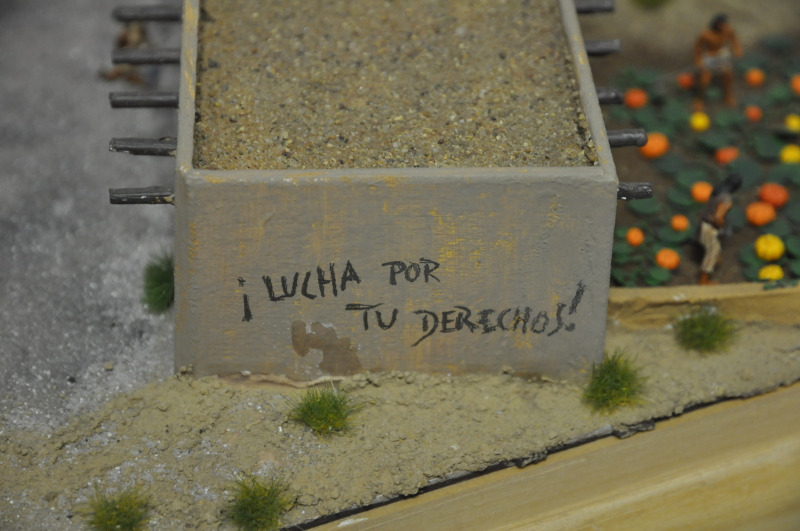 ¡LUCHA POR
TU DERECHOS!